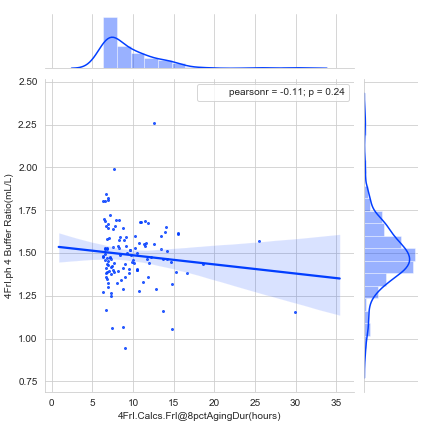 pearsonr = -0.11; p = 0.24
2.50
2.25
2.00
1.75
1.50
1.25
1.00
0.75
4Frl.ph 4 Buffer Ratio(mL/L)
0 5 10 15 20 25 30 35
4Frl.Calcs.Frl@8pctAgingDur(hours)